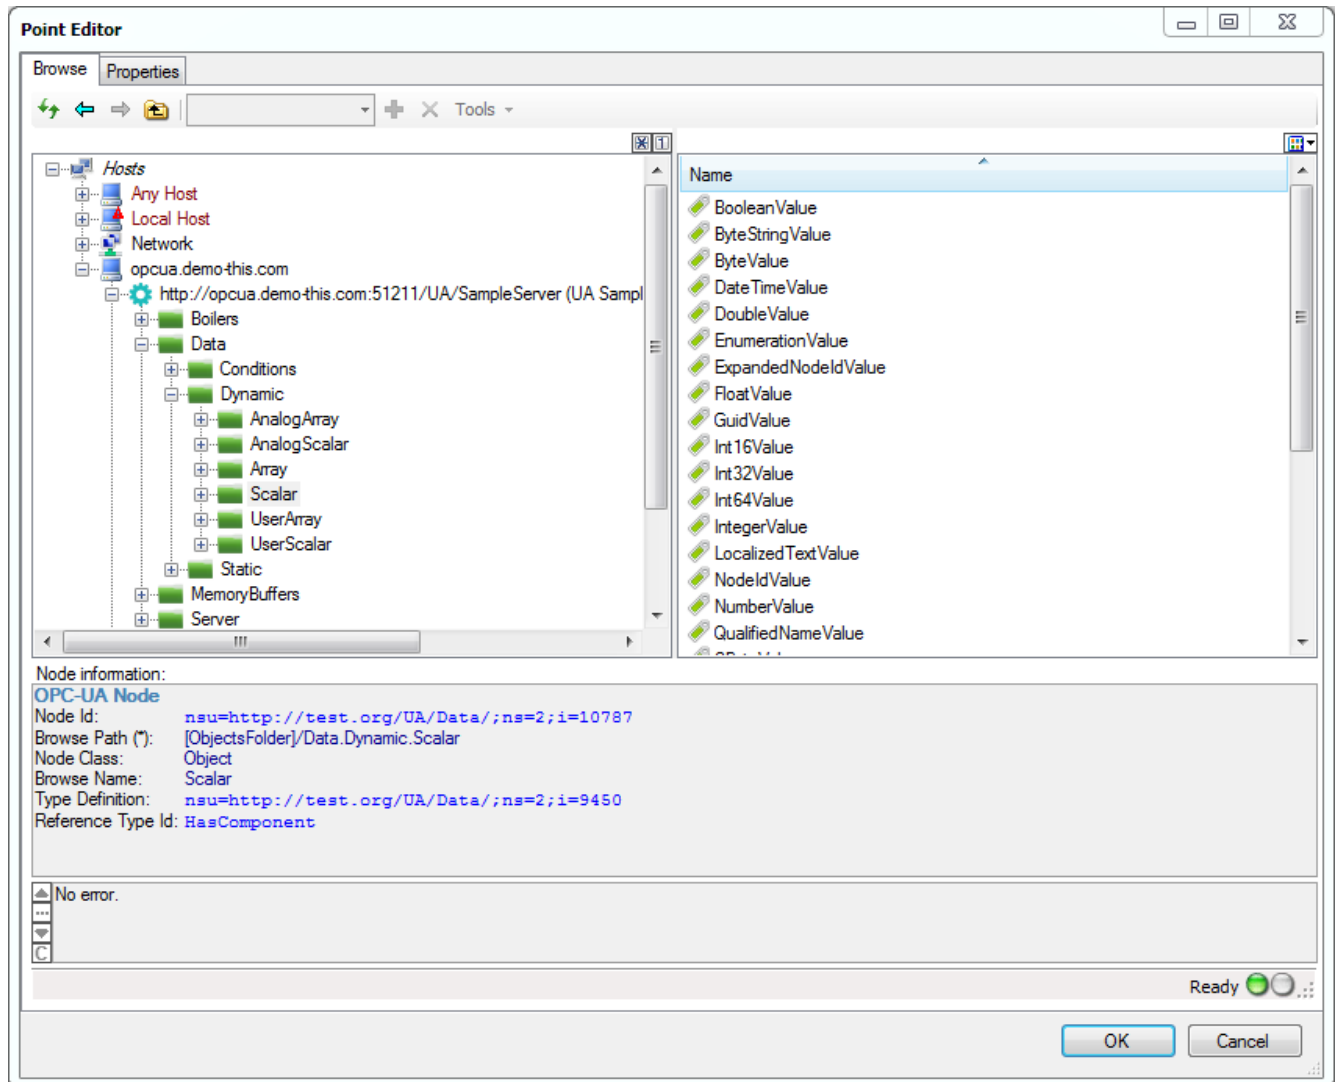 Point Editor
Browse
Properties
Tools
Hosts
Any Host
Local Host
Network
opcua.demo-this.com
http://opcua.demo-this.com:51211/UA/SampleServer (UA Sampl
Boilers
Data
Conditions
Dynamic
AnalogArray
AnalogScalar
Array
Scalar
UserArray
UserScalar
Static
MemoryBuffers
Server
Name
BooleanValue
ByteStringValue
ByteValue
DateTimeValue
DoubleValue
EnumerationValue
ExpandedNodeIdValue
FloatValue
GuidValue
Int16Value
Int32Value
Int64Value
IntegerValue
LocalizedTextValue
NodeIdValue
NumberValue
QualifiedNameValue
Node information:
OPC-UA Node
Node Id: nsu=http://test.org/UA/Data/;ns=2;i=10787
Browse Path (*): [ObjectsFolder]/Data.Dynamic.Scalar
Node Class: Object
Browse Name: Scalar
Type Definition: nsu=http://test.org/UA/Data/;ns=2;i=9450
Reference Type Id: HasComponent
No error.
C
Ready
OK
Cancel